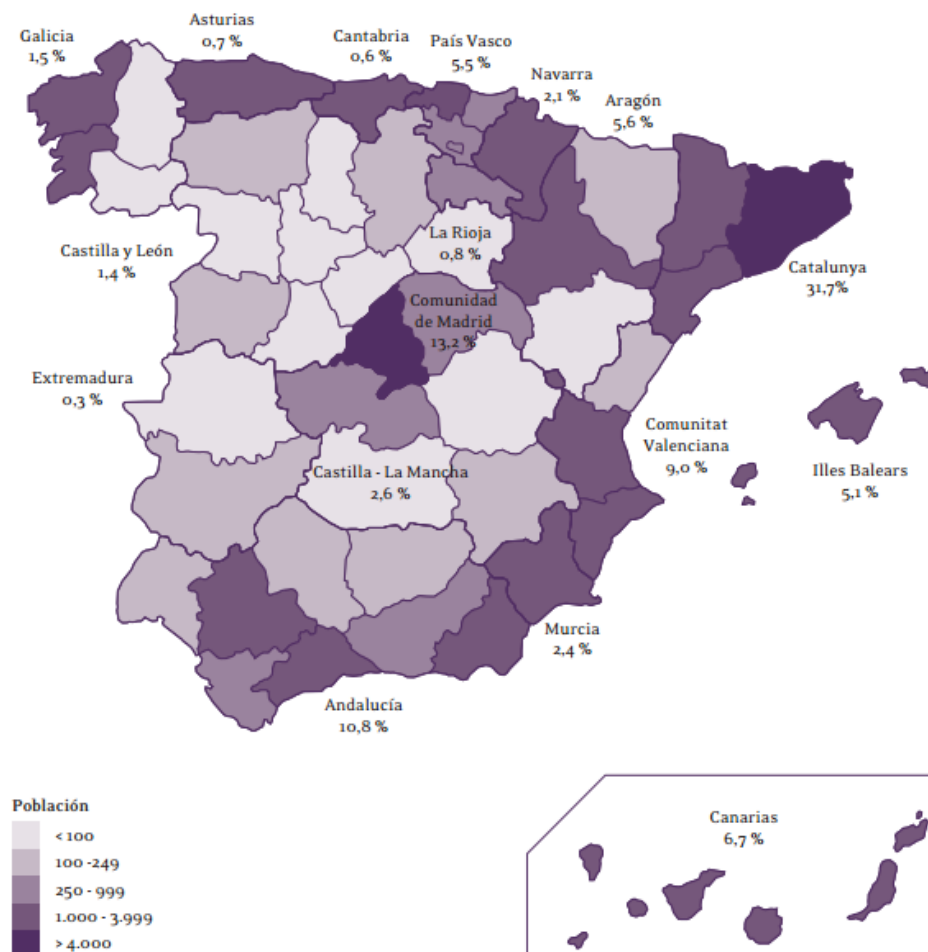 Galicia
1,5 %
Asturias
0,7 %
Cantabria
0,6 %
País Vasco
5,5 %
Navarra
2,1 %
Aragón
5,6 %
Castilla y León
1,4 %
La Rioja
0,8 %
Catalunya
31,7%
Comunidad
de Madrid
13,2 %
Extremadura
0,3 %
Comunitat
Valenciana
9,0 %
Illes Balears
5,1 %
Castilla - La Mancha
2,6 %
Murcia
2,4 %
Andalucía
10,8 %
Canarias
6,7 %
Población
< 100
100 -249
250 - 999
1.000 - 3.999
> 4.000